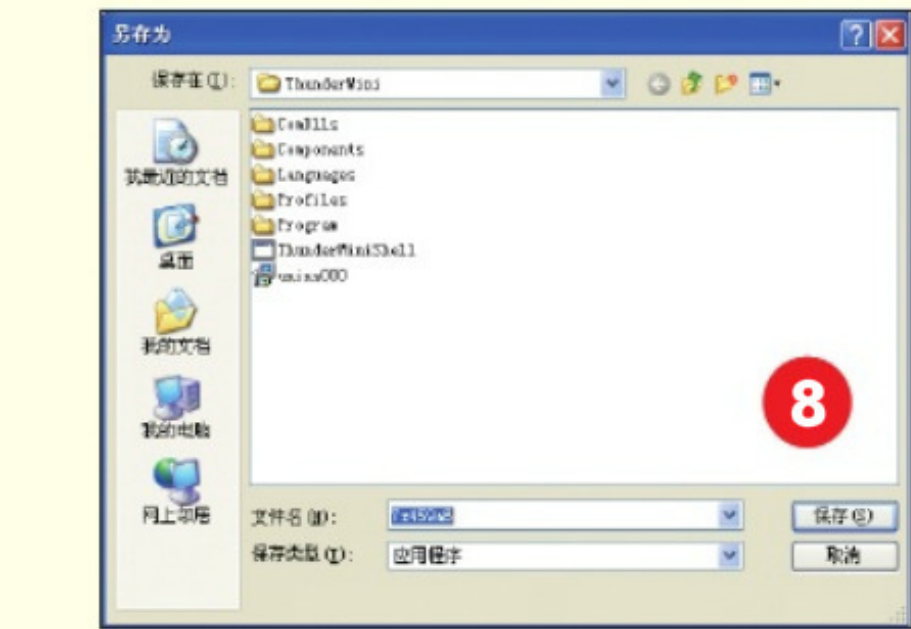 另存为
保存在(I):
ThunderMini
ComDlls
Components
Languages
Profiles
Program
ThunderMiniShell
我最近的文档
桌面
我的文档
我的电脑
网上邻居
8
文件名(N):
保存(S)
保存类型(T):
应用程序
取消